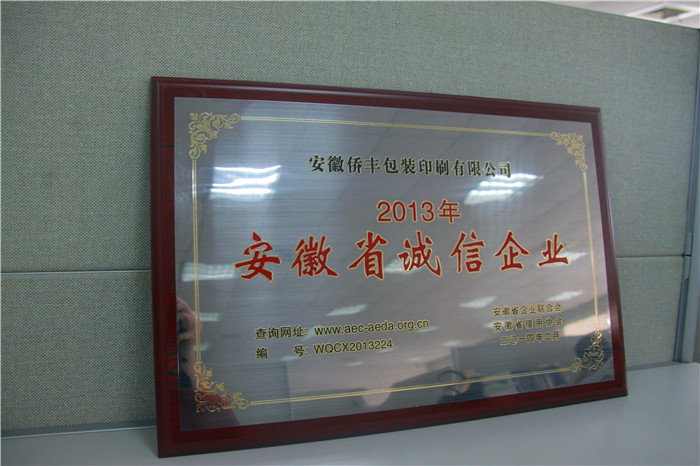 安徽侨丰包装印刷有限公司
2013年
安徽省诚信企业
查询网址: www.aec-aeda.org.cn
编 号: WQCX2013224
安徽省企业联合会
安徽省信用协会
二〇一四年二月